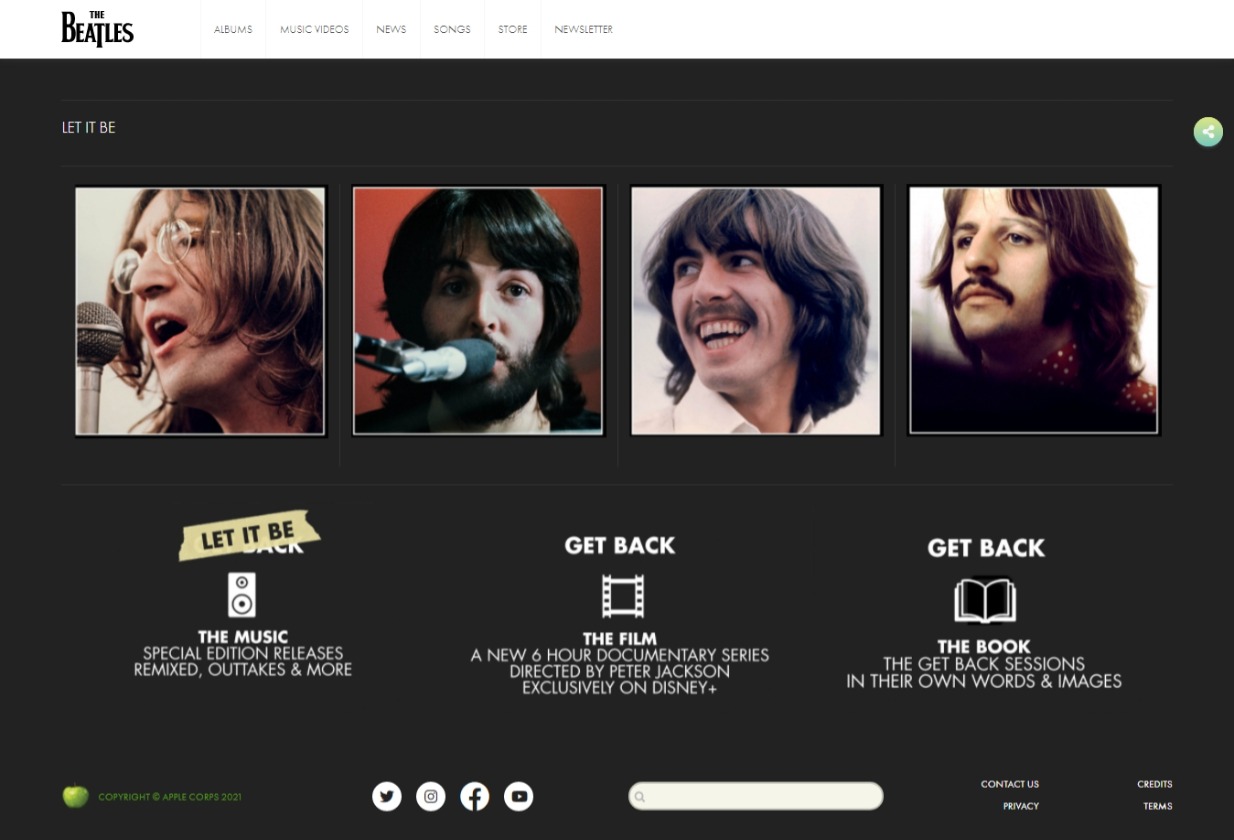 THE
BEATLES
ALBUMS
MUSIC VIDEOS
NEWS
SONGS
STORE
NEWSLETTER
LET IT BE
LET IT BE
BACK
THE MUSIC
SPECIAL EDITION RELEASES
REMIXED, OUTTAKES & MORE
GET BACK
THE FILM
A NEW 6 HOUR DOCUMENTARY SERIES
DIRECTED BY PETER JACKSON
EXCLUSIVELY ON DISNEY+
GET BACK
THE BOOK
THE GET BACK SESSIONS
IN THEIR OWN WORDS & IMAGES
COPYRIGHT © APPLE CORPS 2021
CONTACT US
PRIVACY
CREDITS
TERMS